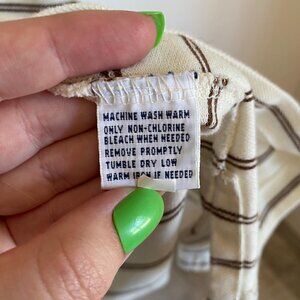 MACHINE WASH WARM
ONLY NON-CHLORINE
BLEACH WHEN NEEDED
REMOVE PROMPTLY
TUMBLE DRY LOW
WARM IRON IF NEEDED